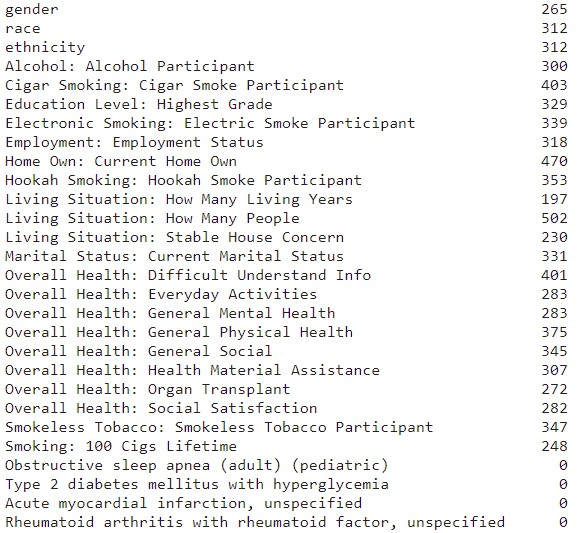 gender 265
race 312
ethnicity 312
Alcohol: Alcohol Participant 300
Cigar Smoking: Cigar Smoke Participant 403
Education Level: Highest Grade 329
Electronic Smoking: Electric Smoke Participant 339
Employment: Employment Status 318
Home Own: Current Home Own 470
Hookah Smoking: Hookah Smoke Participant 353
Living Situation: How Many Living Years 197
Living Situation: How Many People 502
Living Situation: Stable House Concern 230
Marital Status: Current Marital Status 331
Overall Health: Difficult Understand Info 401
Overall Health: Everyday Activities 283
Overall Health: General Mental Health 283
Overall Health: General Physical Health 375
Overall Health: General Social 345
Overall Health: Health Material Assistance 307
Overall Health: Organ Transplant 272
Overall Health: Social Satisfaction 282
Smokeless Tobacco: Smokeless Tobacco Participant 347
Smoking: 100 Cigs Lifetime 248
Obstructive sleep apnea (adult) (pediatric) 0
Type 2 diabetes mellitus with hyperglycemia 0
Acute myocardial infarction, unspecified 0
Rheumatoid arthritis with rheumatoid factor, unspecified 0